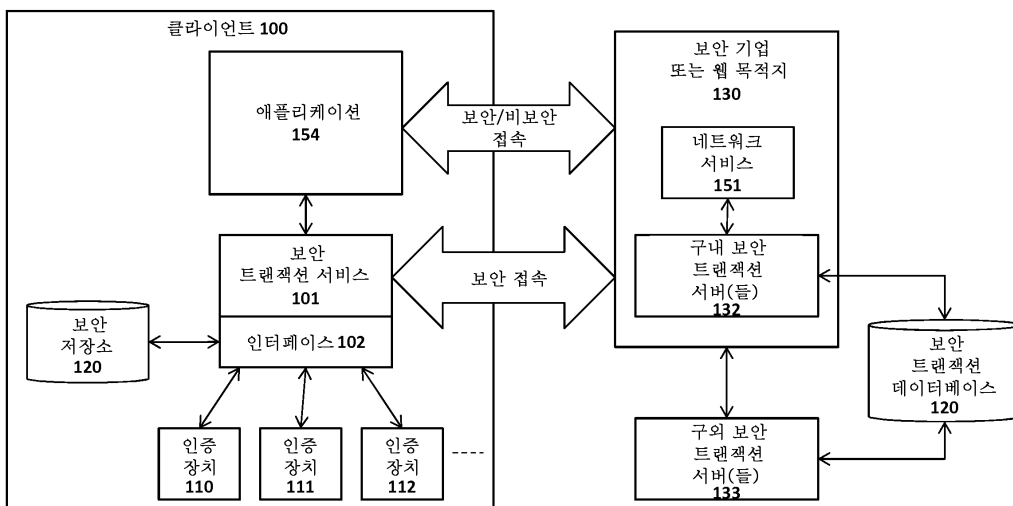 클라이언트 100
애플리케이션
154
보안/비보안
접속
보안 기업
또는 웹 목적지
130
네트워크
서비스
151
보안
트랜잭션 서비스
101
인터페이스 102
보안 접속
구내 보안
트랜잭션
서버(들)
132
보안
저장소
120
인증
장치
110
인증
장치
111
인증
장치
112
보안
트랜잭션
데이터베이스
120
구외 보안
트랜잭션
서버(들)
133